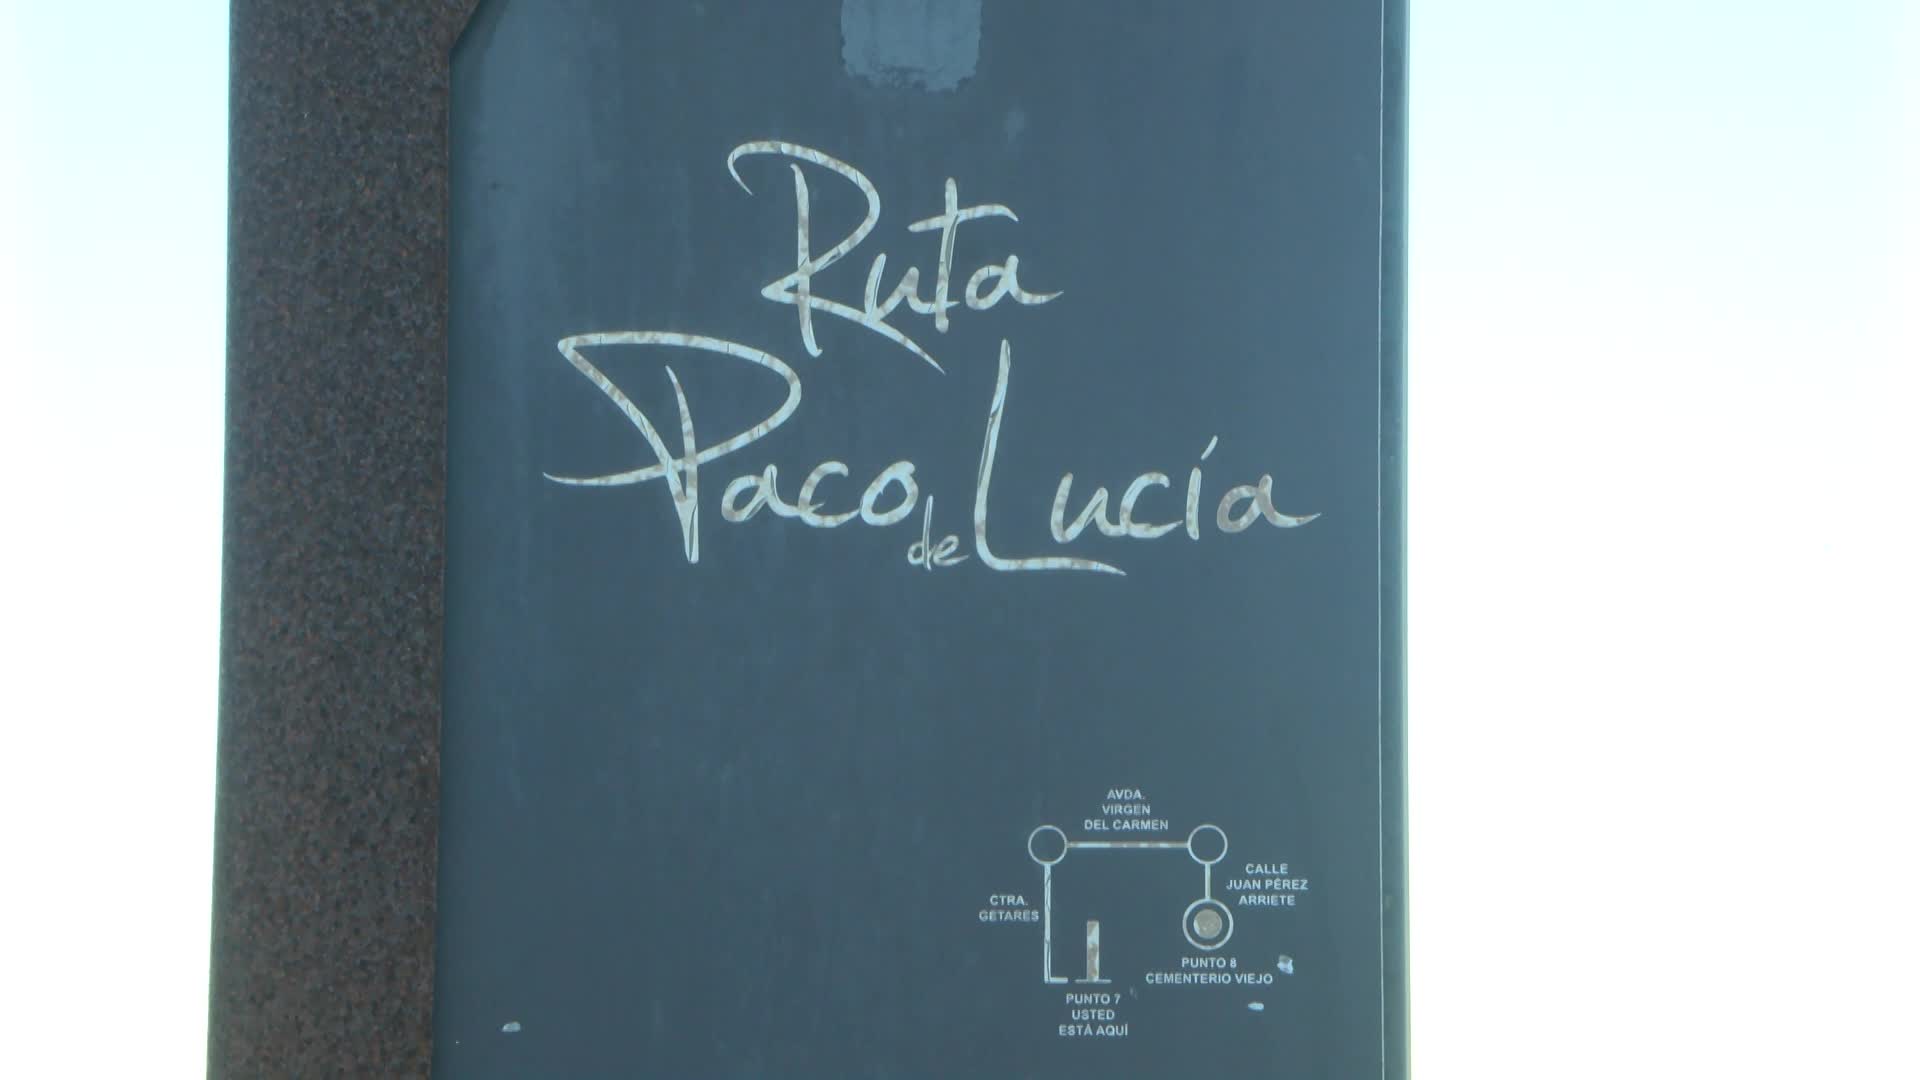 Ruta
Paco de Lucía
AVDA.
VIRGEN
DEL CARMEN
CALLE
JUAN PÉREZ
ARRIETE
CTRA.
GETARES
PUNTO 8
CEMENTERIO VIEJO
PUNTO 7
USTED
ESTÁ AQUÍ